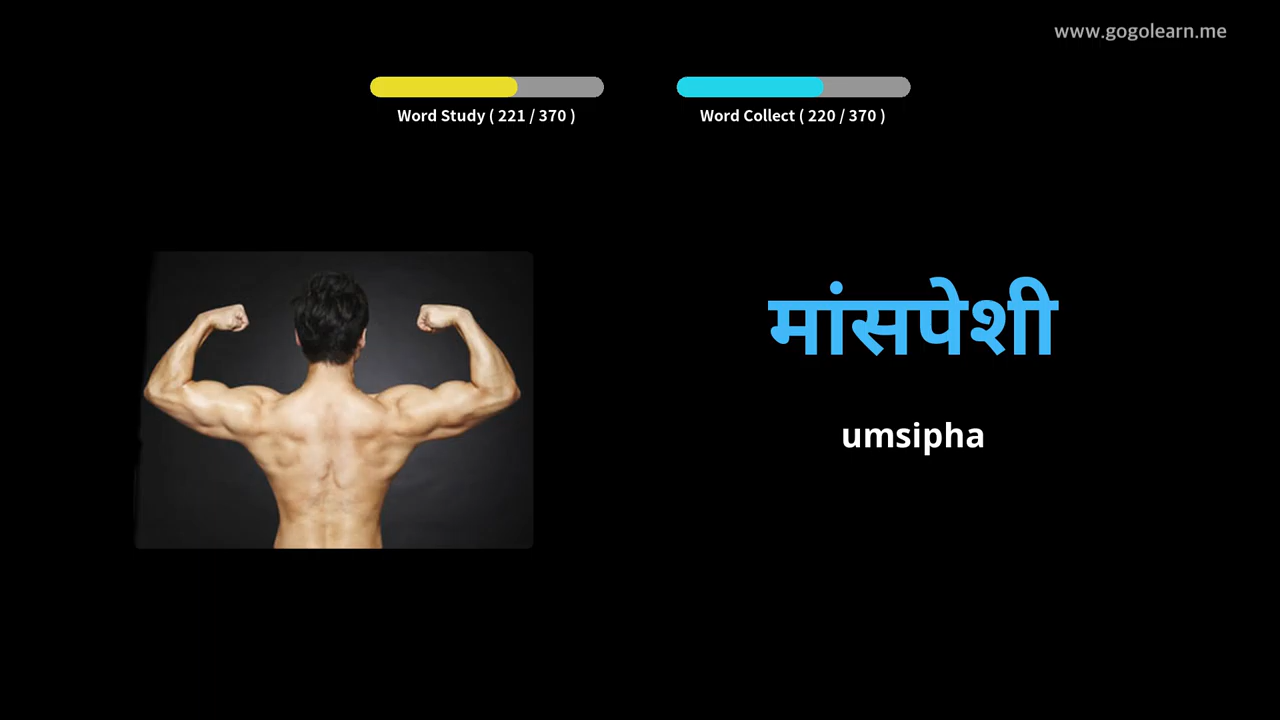 www.gogolearn.me
Word Study ( 221 / 370 )
Word Collect ( 220 / 370 )
मांसपेशी
umsipha